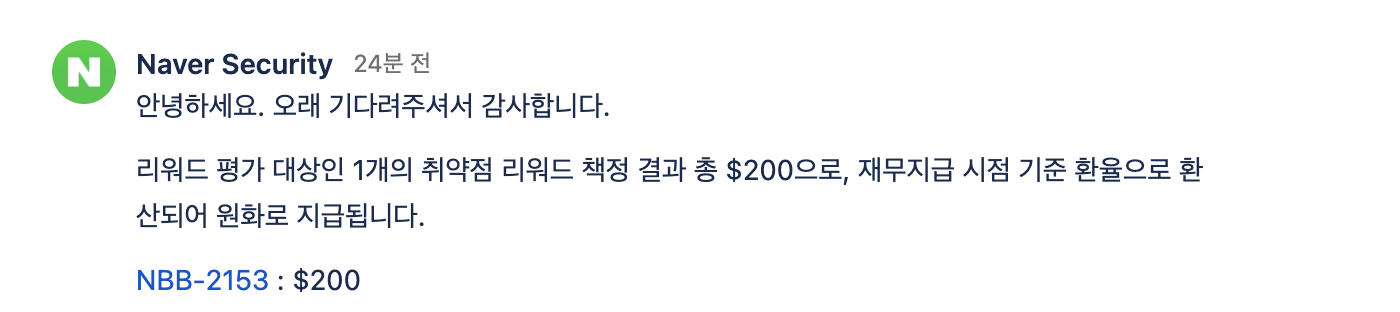 N
Naver Security 24분 전
안녕하세요. 오래 기다려주셔서 감사합니다.
리워드 평가 대상인 1개의 취약점 리워드 책정 결과 총 $200으로, 재무지급 시점 기준 환율으로 환
산되어 원화로 지급됩니다.
NBB-2153 : $200